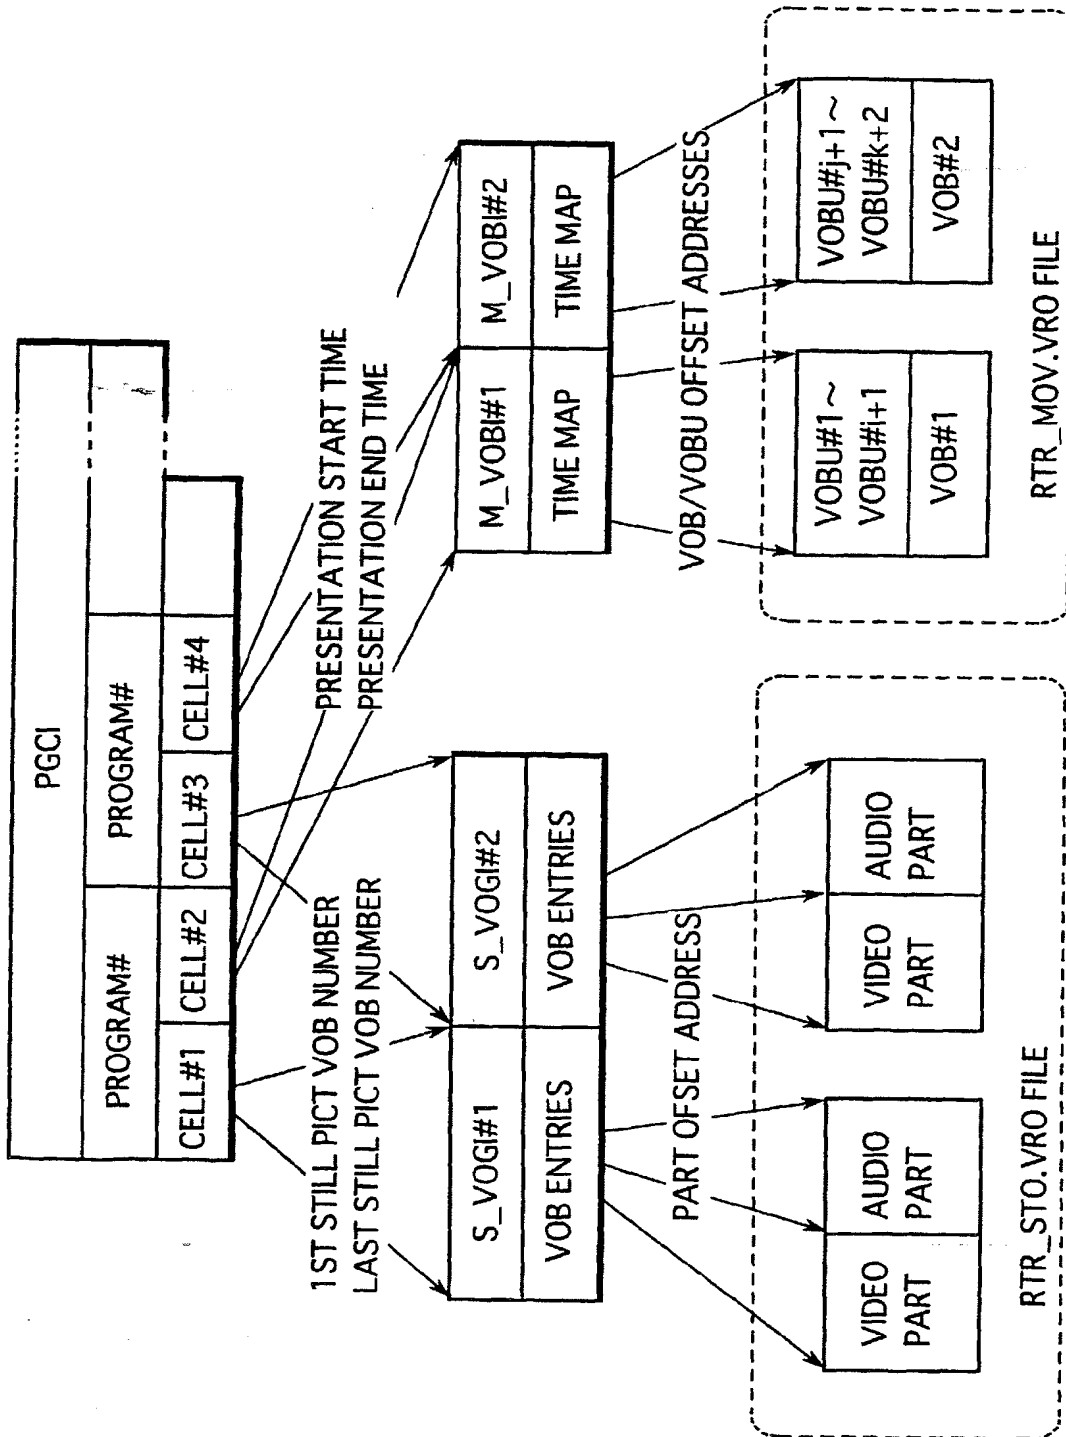 PGCI
PROGRAM#
PROGRAM#
CELL#1
CELL#2
CELL#3
CELL#4
1ST STILL PICT VOB NUMBER
LAST STILL PICT VOB NUMBER
PRESENTATION START TIME
PRESENTATION END TIME
S_VOGI#1
S_VOGI#2
VOB ENTRIES
VOB ENTRIES
M_VOBI#1
M_VOBI#2
TIME MAP
TIME MAP
PART OFSET ADDRESS
VOB/VOBU OFFSET ADDRESSES
VIDEO
PART
AUDIO
PART
VIDEO
PART
AUDIO
PART
VOBU#1~
VOBU#i+1
VOB#1
VOBU#j+1~
VOBU#k+2
VOB#2
RTR_STO.VRO FILE
RTR_MOV.VRO FILE